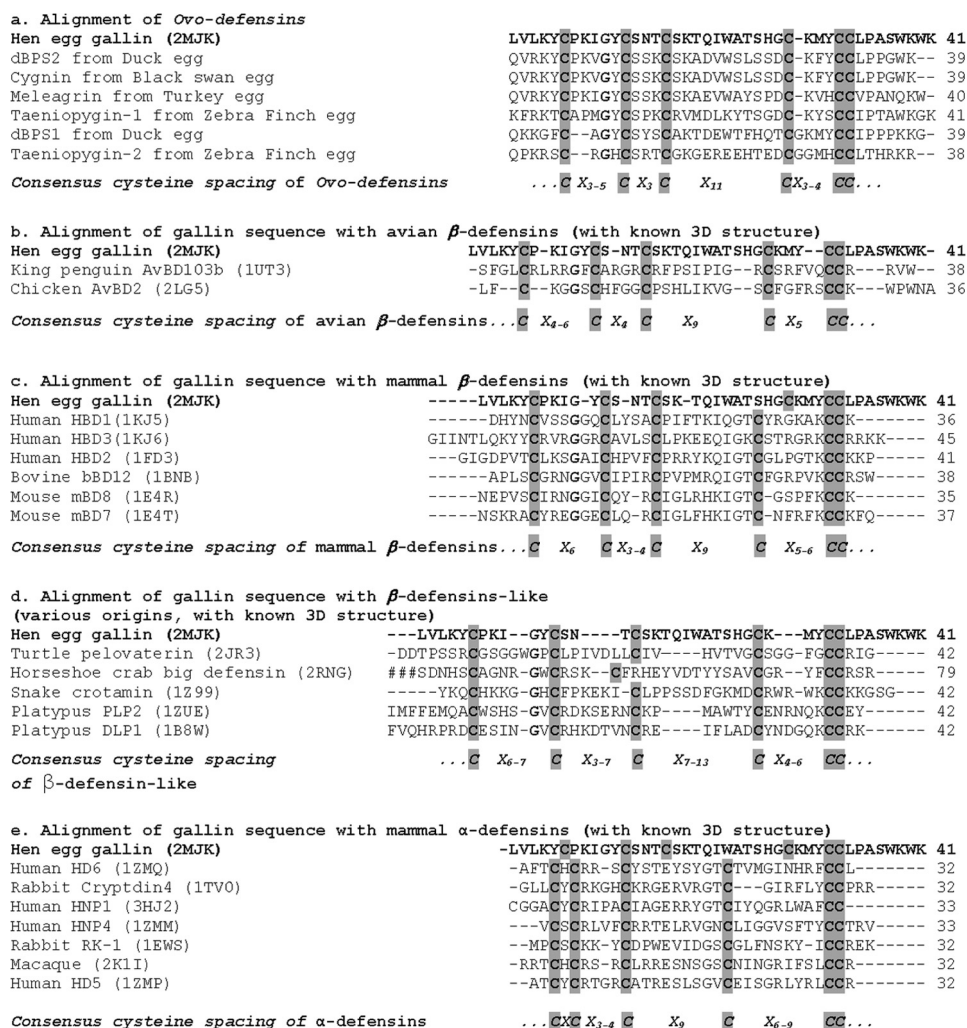 a. Alignment of Ovo-defensins
Hen egg gallin (2MJK) LVLKYCPKIGYCSNTCSKTQIWATSHGC-KMYCCLPASWKWK 41
dBPS2 from Duck egg QVRKYCPKVGYCSSKCSKADVWSLSSDC-KFYCCLPPGWK-- 39
Cygnin from Black swan egg QVRKYCPKVGYCSSKCSKADVWSLSSDC-KFYCCLPPGWK-- 39
Meleagrin from Turkey egg QVRKYCPKIGYCSSKCSKAEVWAYSPDC-KVHCCVPANQKW- 40
Taeniopygin-1 from Zebra Finch egg KFRKTCAPMGYCSPKCRVMDLKYTSGDC-KYSCCIPTAWKGK 41
dBPS1 from Duck egg QKKGFC--AGYCSYSCAKTDEWTFHQTCGKMYCCIPPPKKG- 39
Taeniopygin-2 from Zebra Finch egg QPKRSC--RGHCSRTCGKGEREEHTEDCGGMHCCLTHRKR-- 38
Consensus cysteine spacing of Ovo-defensins ...C X3-5 C X3 C X11 C X3-4 CC...
b. Alignment of gallin sequence with avian β-defensins (with known 3D structure)
Hen egg gallin (2MJK) LVLKYCP-KIGYCS-NTCSKTQIWATSHGCKMY--CCLPASWKWK- 41
King penguin AvBD103b (1UT3) -SFGLCRLRRGFCARGRCRFPSIPIG--RCSRFVQCCR---RVW-- 38
Chicken AvBD2 (2LG5) --LF--C--KGGSCHFGGCPSHLIKVG--SCFGFRSCCK---WPWNA 36
Consensus cysteine spacing of avian β-defensins...C X4-6 C X4 C X9 C X5 CC...
c. Alignment of gallin sequence with mammal β-defensins (with known 3D structure)
Hen egg gallin (2MJK) -----LVLKYCPKIG-YCS-NTCSK-TQIWATSHGCKMYCCLPASWKWK 41
Human HBD1(1KJ5) ------DHYNCVSSGGQCLYSACPIFTKIQGTCYRGKAKCCK------- 36
Human HBD3(1KJ6) GIINTLQKYYCRVRGGRCAVLSCLPKEEQIGKCSTRGRKCCRRKK---- 45
Human HBD2 (1FD3) ---GIGDPVTCLKSGAICHPVFCPRRYKQIGTCGLPGTKCCKKP----- 41
Bovine bBD12 (1BNB) ------APLSCGRNGGVCIPIRCPVPMRQIGTCFGRPVKCCRSW----- 38
Mouse mBD8 (1E4R) -----NEPVSCIRNGGICQY-RCIGLRHKIGTC-GSPFKCCK------- 35
Mouse mBD7 (1E4T) -----NSKRACYREGGECLQ-RCIGLFHKIGTC-NFRFKCCKFQ----- 37
Consensus cysteine spacing of mammal β-defensins...C X6 C X3-4 C X9 C X5-6 CC...
d. Alignment of gallin sequence with β-defensins-like
(various origins, with known 3D structure)
Hen egg gallin (2MJK) ---LVLKYCPKI--GYCSN----TCSKTQIWATSHGCK---MYCCLPASWKWK 41
Turtle pelovaterin (2JR3) --DDTPSSRCGSGGWGPCLPIVDLLCIV---HVTVGCSGG-FGCCRIG----- 42
Horseshoe crab big defensin (2RNG) ###SDNHSCAGNR-GWCRSK--CFRHEYVDTYYSAVCGR--YFCCRSR----- 79
Snake crotamin (1Z99) -----YKQCHKKG-GHCFPKEKI-CLPPSSDFGKMDCRWR-WKCCKKGSG--- 42
Platypus PLP2 (1ZUE) IMFFEMQACWSHS-GVCRDKSERNCKP----MAWTYCENRNQKCCEY------ 42
Platypus DLP1 (1B8W) FVQHRPRDCESIN-GVCRHKDTVNCRE----IFLADCYNDGQKCCRK------ 42
Consensus cysteine spacing ...C X6-7 C X3-7 C X7-13 C X4-6 CC...
of β-defensin-like
e. Alignment of gallin sequence with mammal α-defensins (with known 3D structure)
Hen egg gallin (2MJK) -LVLKYCPKIGYCSNTCSKTQIWATSHGCKMYCCLPASWKWK 41
Human HD6 (1ZMQ) -AFTCHCRR-SCYSTEYSYGTCTVMGINHRFCCL------- 32
Rabbit Cryptdin4 (1TV0) -GLLCYCRKGHCKRGERVRGTC---GIRFLYCCPRR----- 32
Human HNP1 (3HJ2) CGGACYCRIPACIAGERRYGTCIYQGRLWAFCC-------- 33
Human HNP4 (1ZMM) ---VCSCRLVFCRRTELRVGNCLIGGVSFTYCCTRV----- 33
Rabbit RK-1 (1EWS) --MPCSCKKYCDPWEVIDGSCGLFNSKY-ICCREK------ 32
Macaque (2K1I) -RRTCHCRS-RCLRRESNSGSCNINGRIFSLCCR------- 32
Human HD5 (1ZMP) --ATCYCRTGRCATRESLSGVCEISGRLYRLCCR------- 32
Consensus cysteine spacing of α-defensins ...CXC X3-4 C X9 C X6-9 CC...